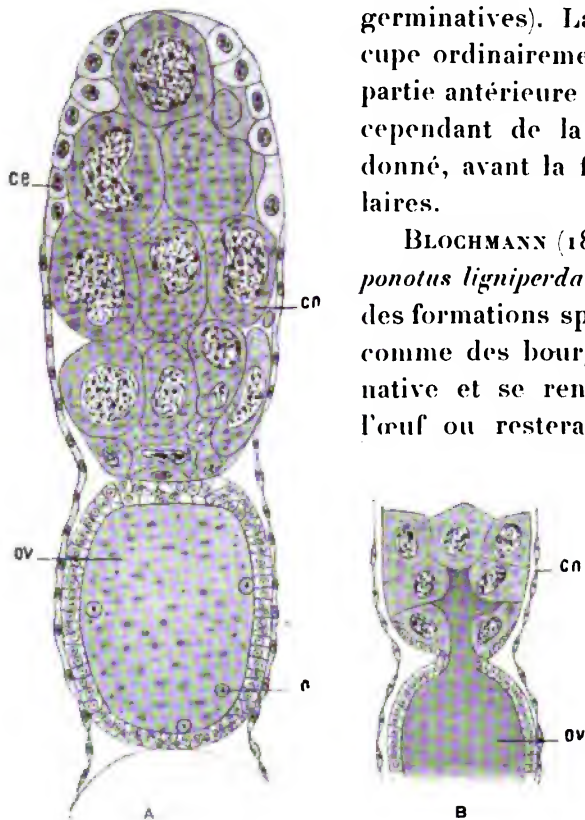 germinatives). La
cupe ordinaireme
partie antérieure
cependant de la
donné, avant la f
laires.
BLOCHMANN (18
ponotus ligniperda
des formations sp
comme des bourg
native et se ren
l'œuf ou restera
ce
cn
ov
n
A
cn
ov
B